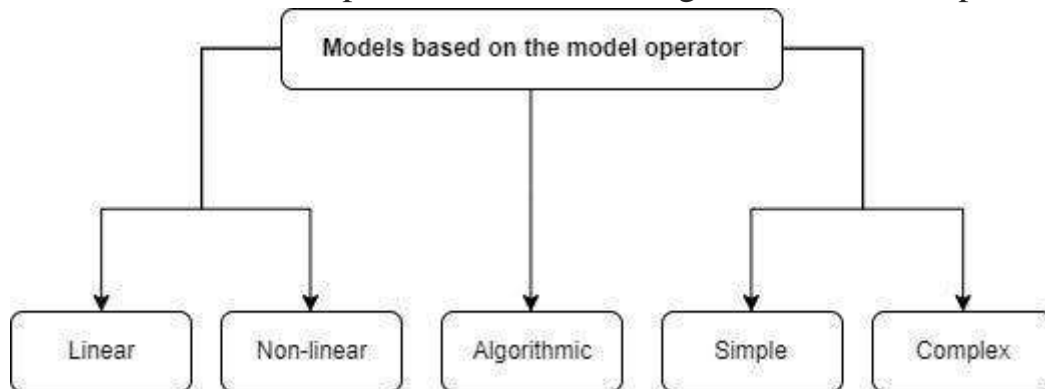 Models based on the model operator
Linear
Non-linear
Algorithmic
Simple
Complex